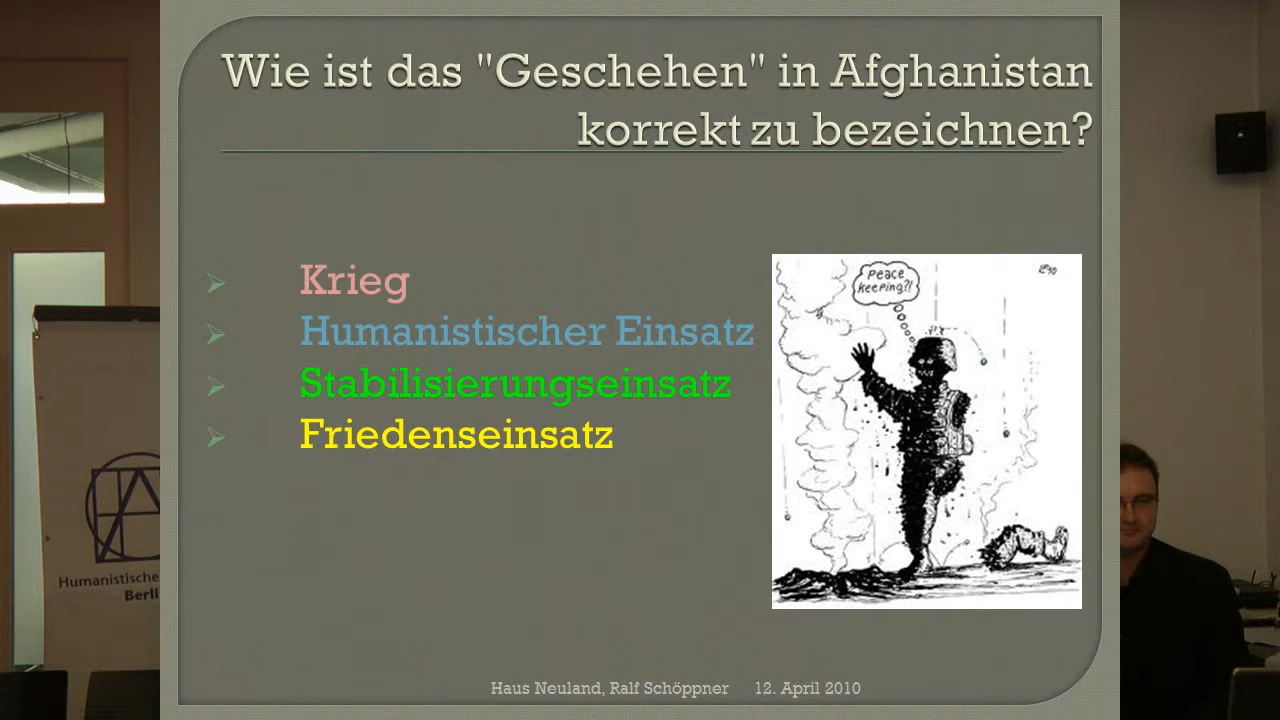 Wie ist das "Geschehen" in Afghanistan
korrekt zu bezeichnen?
Krieg
Humanistischer Einsatz
Stabilisierungseinsatz
Friedenseinsatz
Peace
keeping?!
Haus Neuland, Ralf Schöppner 12. April 2010
Humanistische
Berli